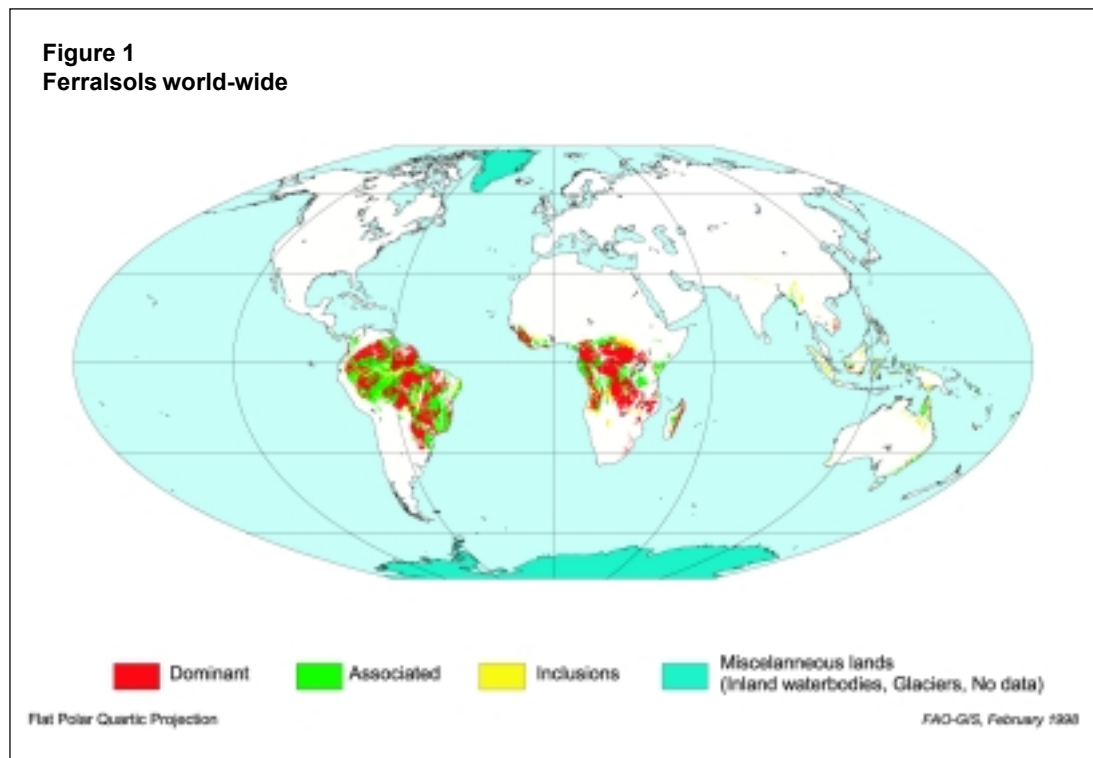 Figure 1
Ferralsols world-wide
Dominant
Associated
Inclusions
Miscelanneous lands
(Inland waterbodies, Glaciers, No data)
Flat Polar Quartic Projection
FAO-GIS, February 1998